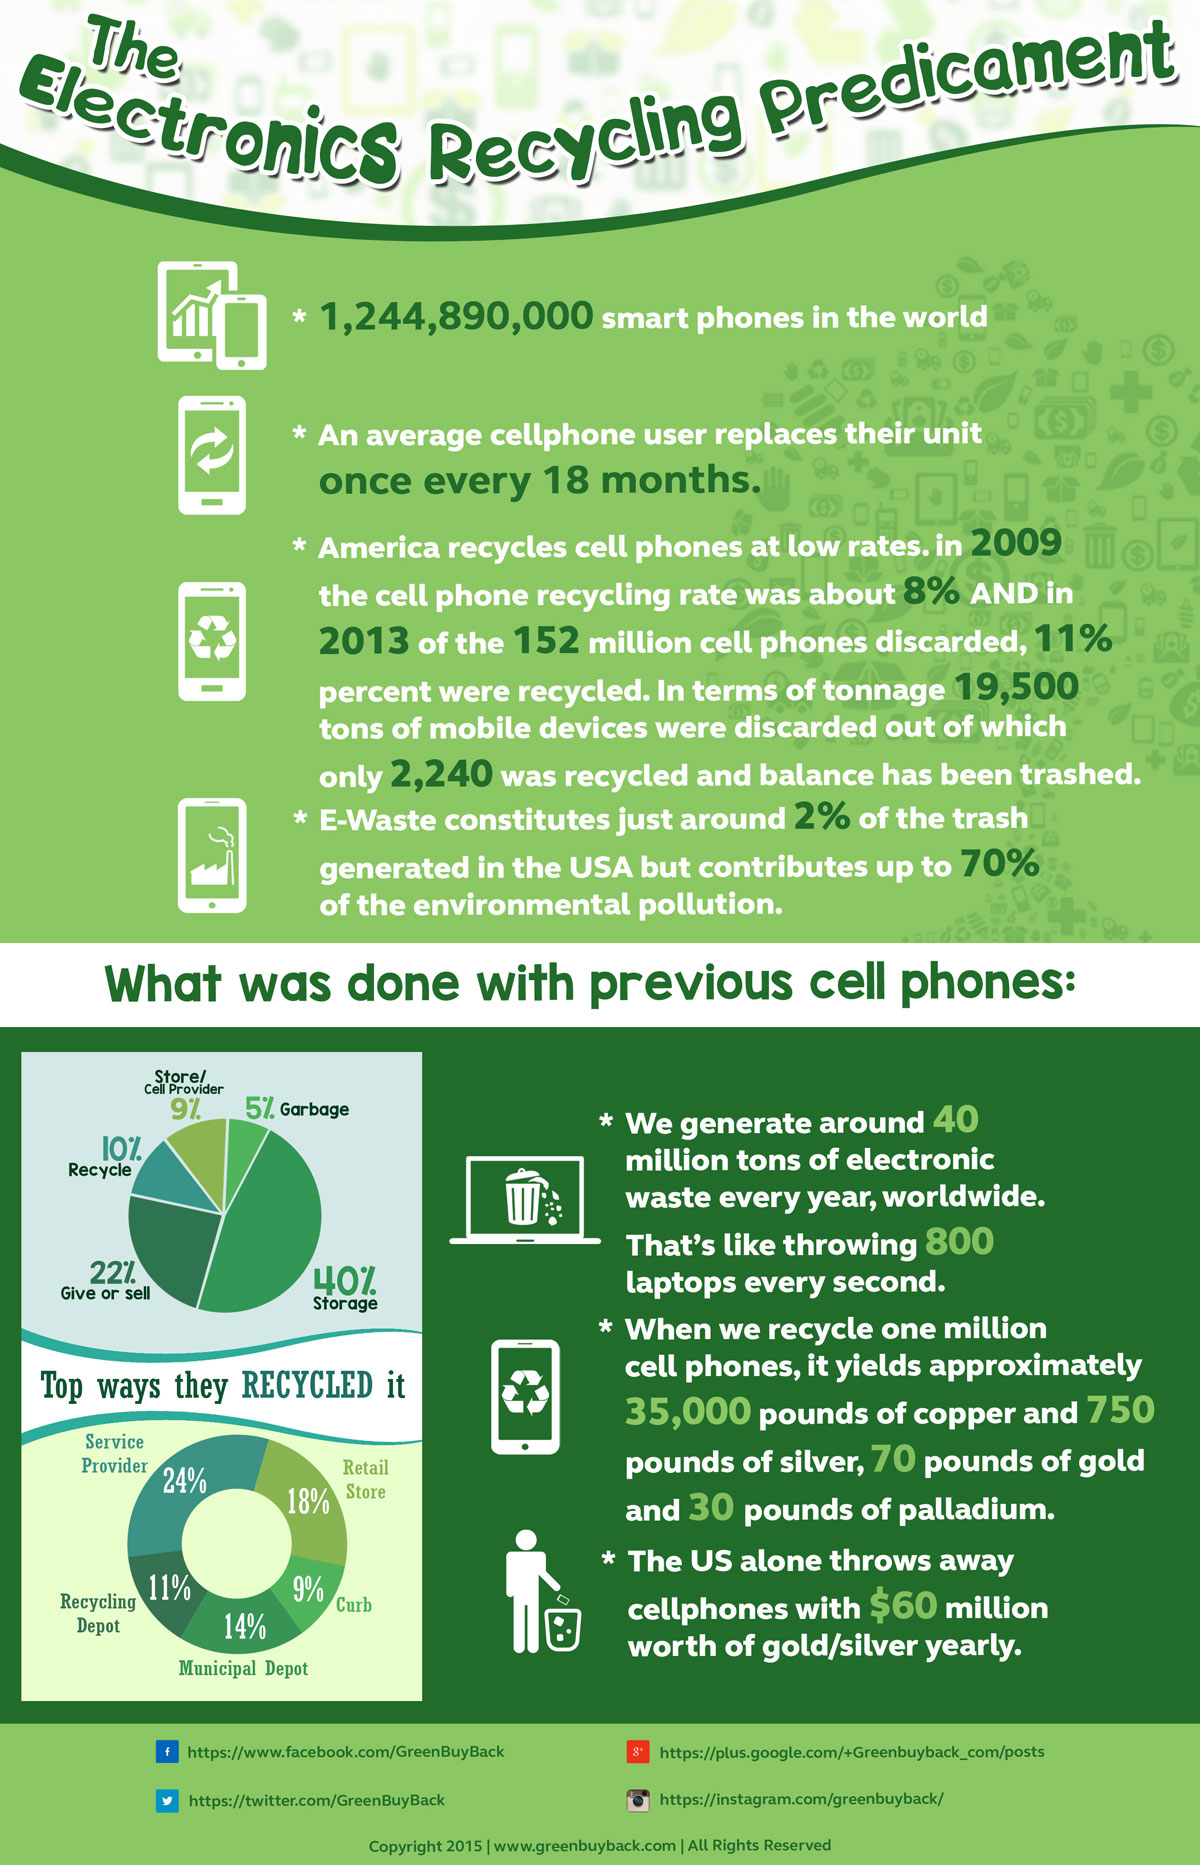 The
Electronics Recycling Predicament
* 1,244,890,000 smart phones in the world
* An average cellphone user replaces their unit
once every 18 months.
* America recycles cell phones at low rates. in 2009
the cell phone recycling rate was about 8% AND in
2013 of the 152 million cell phones discarded, 11%
percent were recycled. In terms of tonnage 19,500
tons of mobile devices were discarded out of which
only 2,240 was recycled and balance has been trashed.
* E-Waste constitutes just around 2% of the trash
generated in the USA but contributes up to 70%
of the environmental pollution.
What was done with previous cell phones:
Store/
Cell Provider
9%
5% Garbage
10%
Recycle
22%
Give or sell
40%
Storage
Top ways they RECYCLED it
Service
Provider
24%
Retail
Store
18%
Recycling
Depot
11%
9%
Curb
14%
Municipal Depot
* We generate around 40
million tons of electronic
waste every year, worldwide.
That's like throwing 800
laptops every second.
* When we recycle one million
cell phones, it yields approximately
35,000 pounds of copper and 750
pounds of silver, 70 pounds of gold
and 30 pounds of palladium.
* The US alone throws away
cellphones with $60 million
worth of gold/silver yearly.
f https://www.facebook.com/GreenBuyBack
g+ https://plus.google.com/+Greenbuyback_com/posts
https://twitter.com/GreenBuyBack
https://instagram.com/greenbuyback/
Copyright 2015 | www.greenbuyback.com | All Rights Reserved